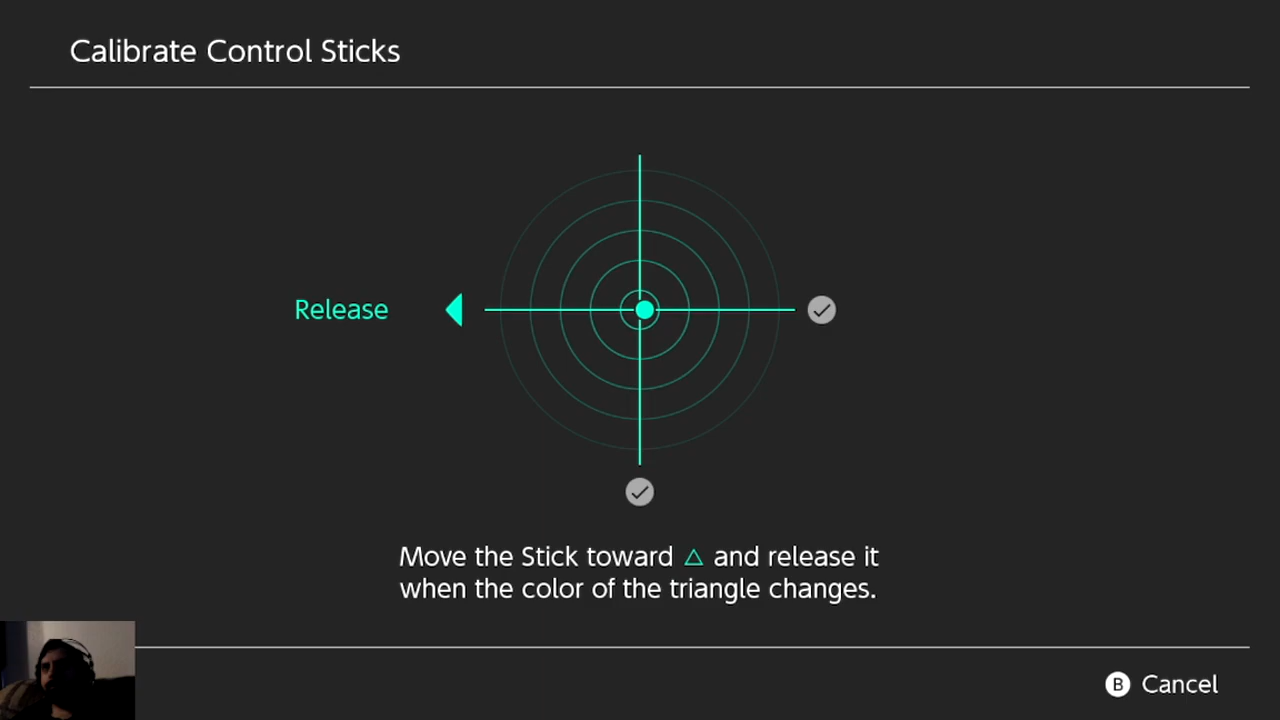 Calibrate Control Sticks
Release
Move the Stick toward △ and release it
when the color of the triangle changes.
B Cancel